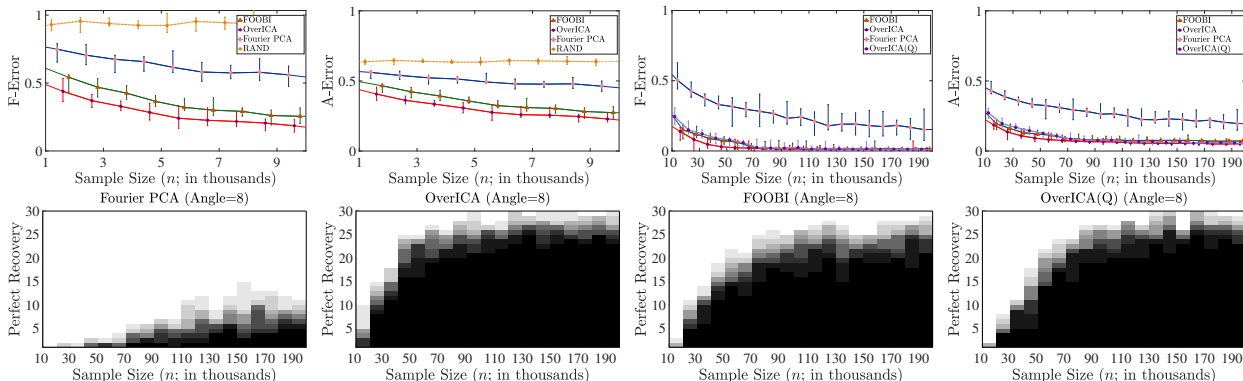 F-Error
1
0.5
0
FOOBI
OverICA
Fourier PCA
RAND
1 3 5 7 9
Sample Size (n; in thousands)
A-Error
1
0.5
0
FOOBI
OverICA
Fourier PCA
RAND
1 3 5 7 9
Sample Size (n; in thousands)
F-Error
1
0.5
0
FOOBI
OverICA
Fourier PCA
OverICA(Q)
10 30 50 70 90 110 130 150 170 190
Sample Size (n; in thousands)
A-Error
1
0.5
0
FOOBI
OverICA
Fourier PCA
OverICA(Q)
10 30 50 70 90 110 130 150 170 190
Sample Size (n; in thousands)
Fourier PCA (Angle=8)
Perfect Recovery
30
25
20
15
10
5
10 30 50 70 90 110 130 150 170 190
Sample Size (n; in thousands)
OverICA (Angle=8)
Perfect Recovery
30
25
20
15
10
5
10 30 50 70 90 110 130 150 170 190
Sample Size (n; in thousands)
FOOBI (Angle=8)
Perfect Recovery
30
25
20
15
10
5
10 30 50 70 90 110 130 150 170 190
Sample Size (n; in thousands)
OverICA(Q) (Angle=8)
Perfect Recovery
30
25
20
15
10
5
10 30 50 70 90 110 130 150 170 190
Sample Size (n; in thousands)